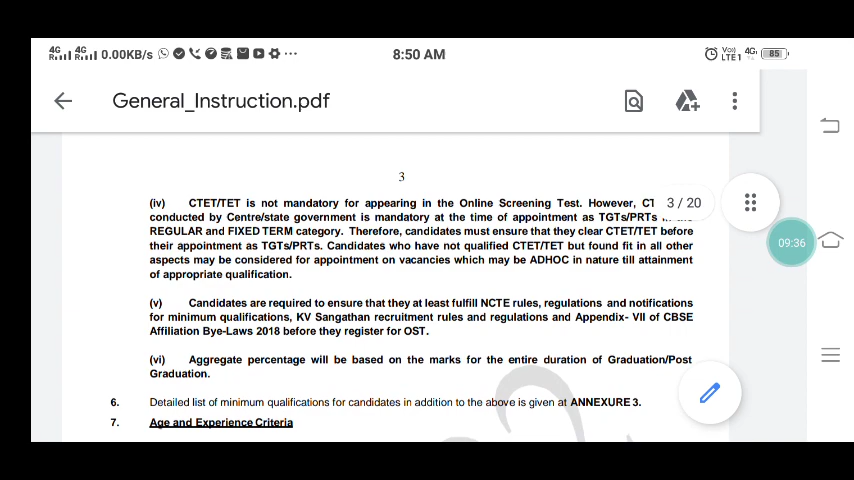 4G 4G 0.00KB/s 8:50 AM LTE1 4G 85
General_Instruction.pdf
3
(iv) CTET/TET is not mandatory for appearing in the Online Screening Test. However, CT 3 / 20
conducted by Centre/state government is mandatory at the time of appointment as TGTs/PRTs
REGULAR and FIXED TERM category. Therefore, candidates must ensure that they clear CTET/TET before
their appointment as TGTs/PRTs. Candidates who have not qualified CTET/TET but found fit in all other
aspects may be considered for appointment on vacancies which may be ADHOC in nature till attainment
of appropriate qualification.
09:36
(v) Candidates are required to ensure that they at least fulfill NCTE rules, regulations and notifications
for minimum qualifications, KV Sangathan recruitment rules and regulations and Appendix- VII of CBSE
Affiliation Bye-Laws 2018 before they register for OST.
(vi) Aggregate percentage will be based on the marks for the entire duration of Graduation/Post
Graduation.
6. Detailed list of minimum qualifications for candidates in addition to the above is given at ANNEXURE 3.
7. Age and Experience Criteria